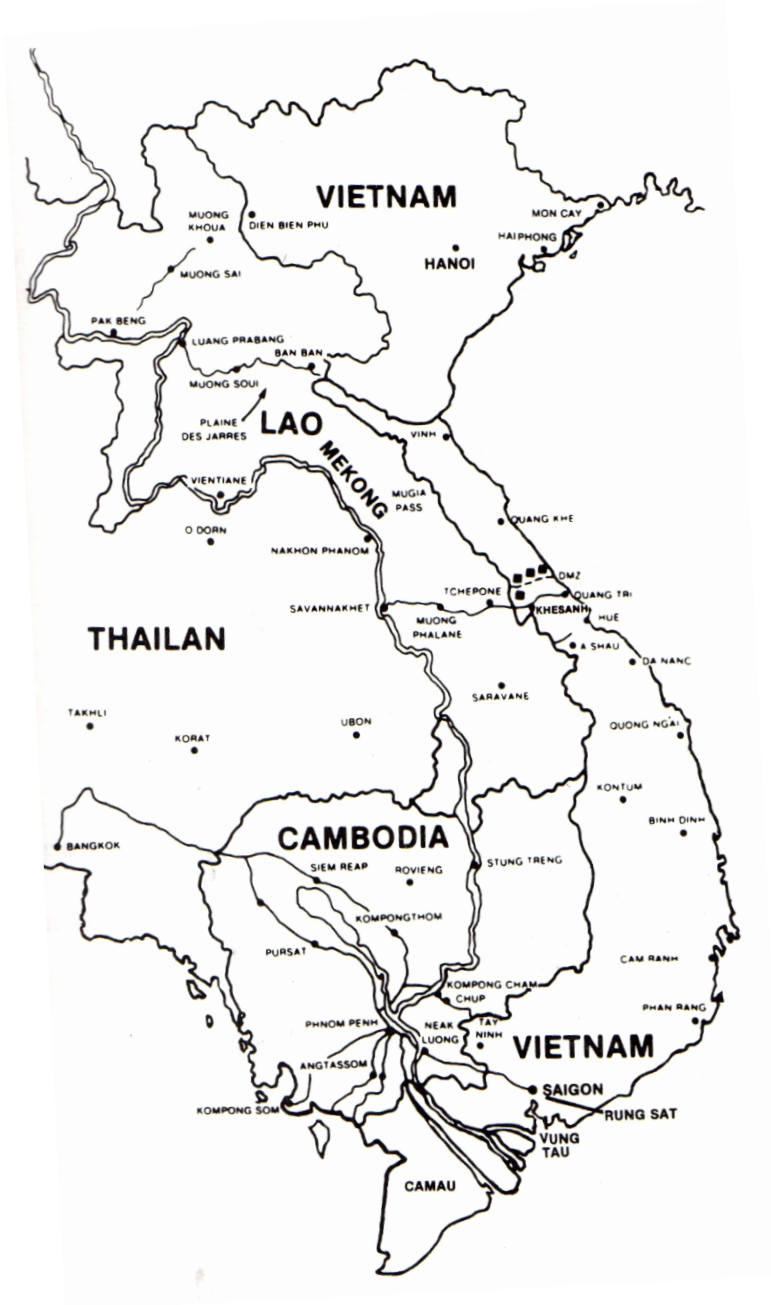 VIETNAM
MON CAY
MUONG
KHOUA
DIEN BIEN PHU
HAIPHONG
HANOI
MUONG SAI
PAK BENG
LUANG PRABANG
BAN BAN
MUONG SOUI
PLAINE
DES JARRES
LAO
VINH
MEKONG
VIENTIANE
MUGIA
PASS
QUANG KHE
O DORN
NAKHON PHANOM
DMZ
TCHEPONE
QUANG TRI
SAVANNAKHET
KHESANH
MUONG
PHALANE
HUE
THAILAN
A SHAU
DA NANC
SARAVANE
TAKHLI
UBON
QUONG NGAI
KORAT
KONTUM
BINH DINH
CAMBODIA
BANGKOK
SIEM REAP
ROVIENG
STUNG TRENG
KOMPONGTHOM
PURSAT
CAM RANH
KOMPONG CHAM
CHUP
PHAN RANG
PHNOM PENH
NEAK
LUONG
TAY
NINH
VIETNAM
ANGTASSOM
SAIGON
KOMPONG SOM
RUNG SAT
VUNG
TAU
CAMAU